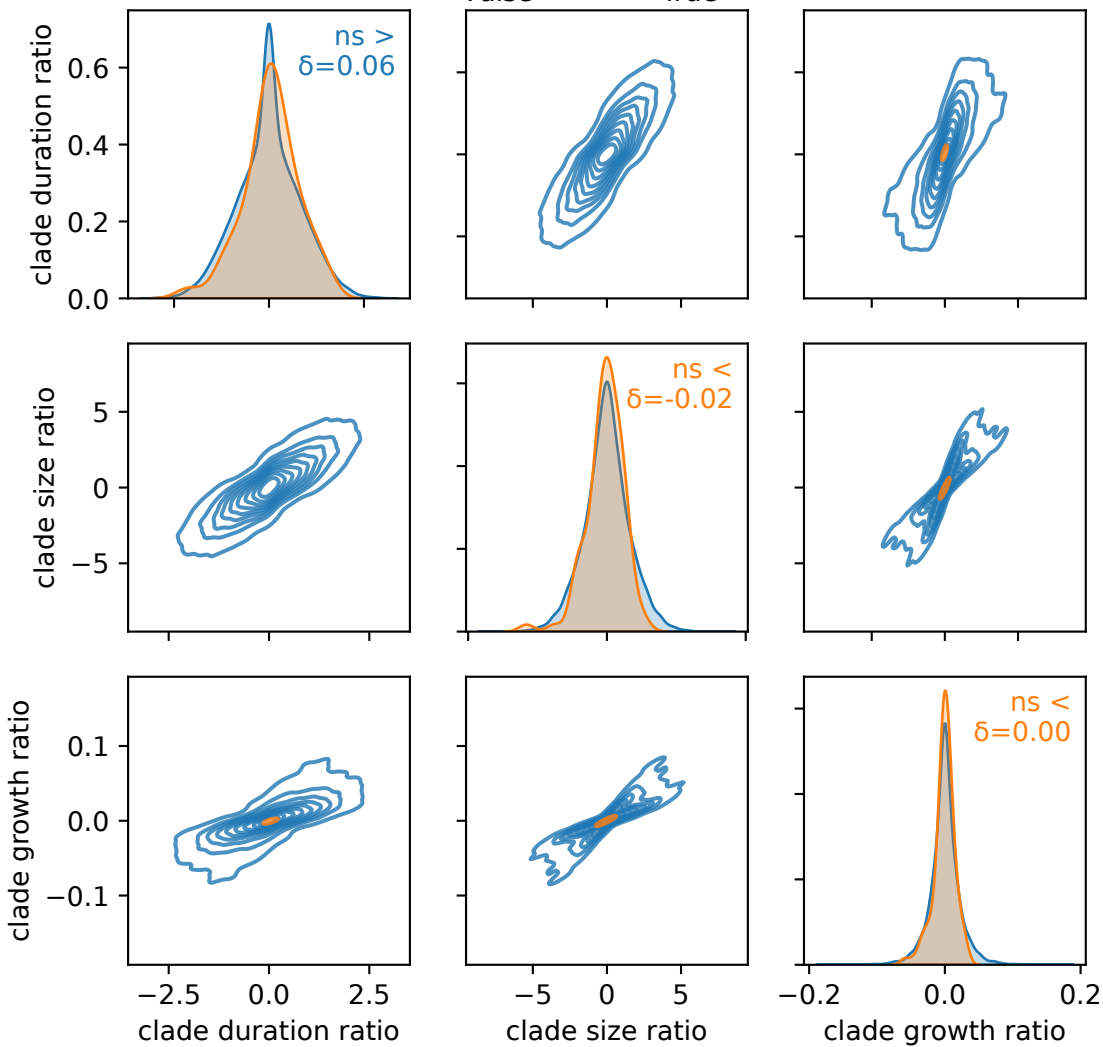 ns >
δ=0.06
clade duration ratio
0.6
0.4
0.2
0.0
ns <
δ=-0.02
clade size ratio
5
0
−5
ns <
δ=0.00
clade growth ratio
0.1
0.0
−0.1
−2.5 0.0 2.5
−5 0 5
−0.2 0.0 0.2
clade duration ratio
clade size ratio
clade growth ratio